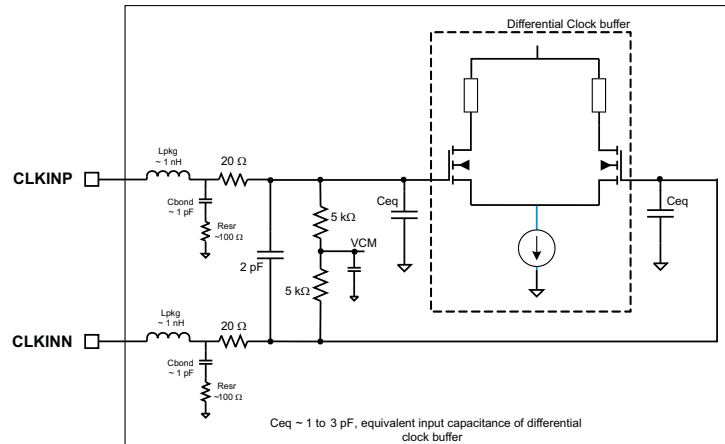 Differential Clock buffer
Lpkg
~ 1 nH
20 Ω
CLKINP
Cbond
~ 1 pF
5 kΩ
Ceq
Ceq
Resr
~100 Ω
VCM
2 pF
5 kΩ
Lpkg
~ 1 nH
20 Ω
CLKINN
Cbond
~ 1 pF
Resr
~100 Ω
Ceq ~ 1 to 3 pF, equivalent input capacitance of differential
clock buffer